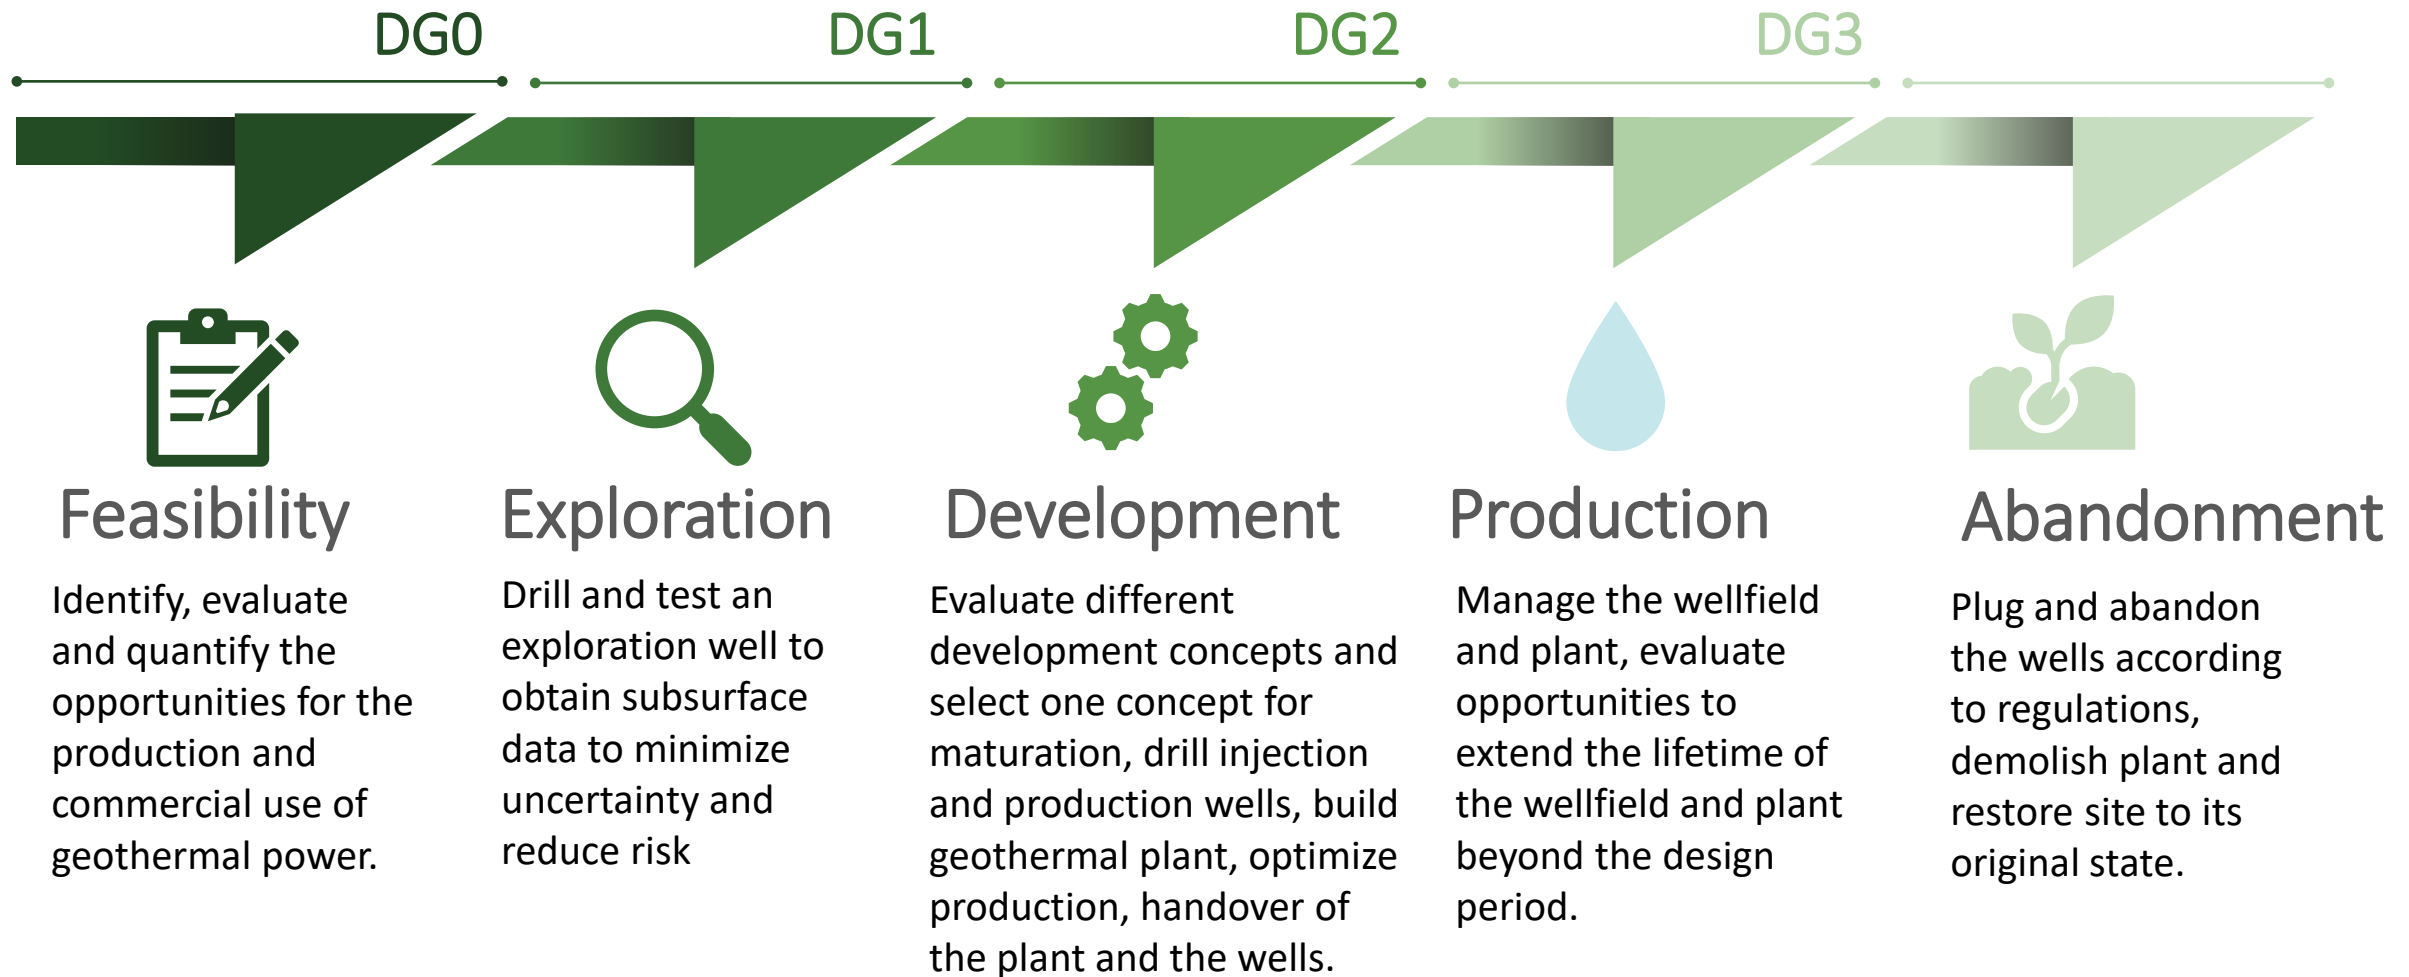 DG0
DG1
DG2
DG3
Feasibility
Identify, evaluate
and quantify the
opportunities for the
production and
commercial use of
geothermal power.
Exploration
Drill and test an
exploration well to
obtain subsurface
data to minimize
uncertainty and
reduce risk
Development
Evaluate different
development concepts and
select one concept for
maturation, drill injection
and production wells, build
geothermal plant, optimize
production, handover of
the plant and the wells.
Production
Manage the wellfield
and plant, evaluate
opportunities to
extend the lifetime of
the wellfield and plant
beyond the design
period.
Abandonment
Plug and abandon
the wells according
to regulations,
demolish plant and
restore site to its
original state.